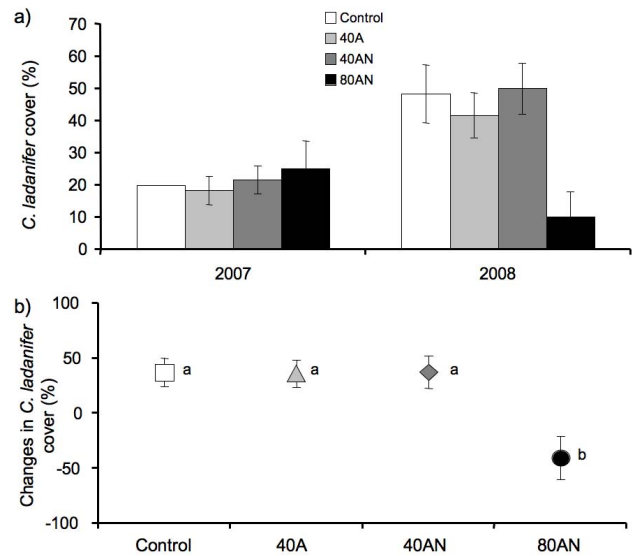 a)
Control
40A
40AN
80AN
C. ladanifer cover (%)
70
60
50
40
30
20
10
0
2007 2008
b)
Changes in C. ladanifer
cover (%)
100
50
0
-50
-100
a a a b
Control 40A 40AN 80AN